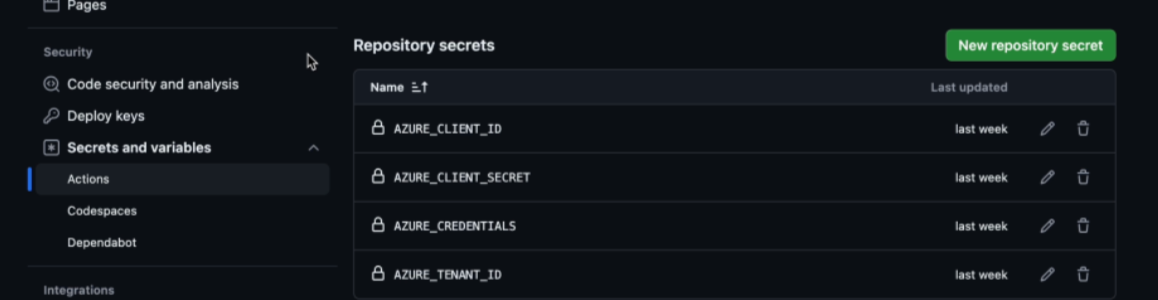 Pages
Security
Code security and analysis
Deploy keys
Secrets and variables
Actions
Codespaces
Dependabot
Integrations
Repository secrets
New repository secret
Name
Last updated
AZURE_CLIENT_ID last week
AZURE_CLIENT_SECRET last week
AZURE_CREDENTIALS last week
AZURE_TENANT_ID last week